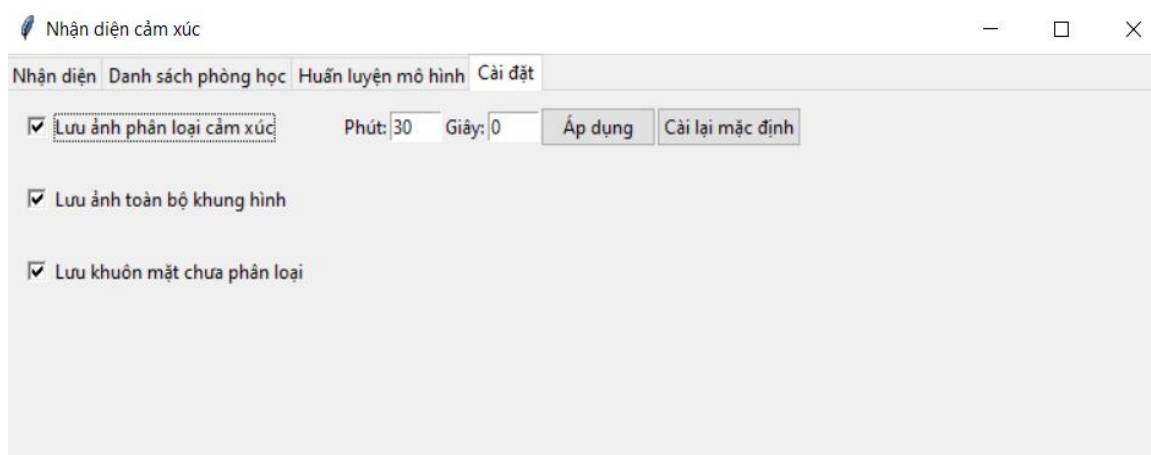 Nhận diện cảm xúc
Nhận diện Danh sách phòng học Huấn luyện mô hình Cài đặt
Lưu ảnh phân loại cảm xúc Phút: 30 Giây: 0 Áp dụng Cài lại mặc định
Lưu ảnh toàn bộ khung hình
Lưu khuôn mặt chưa phân loại